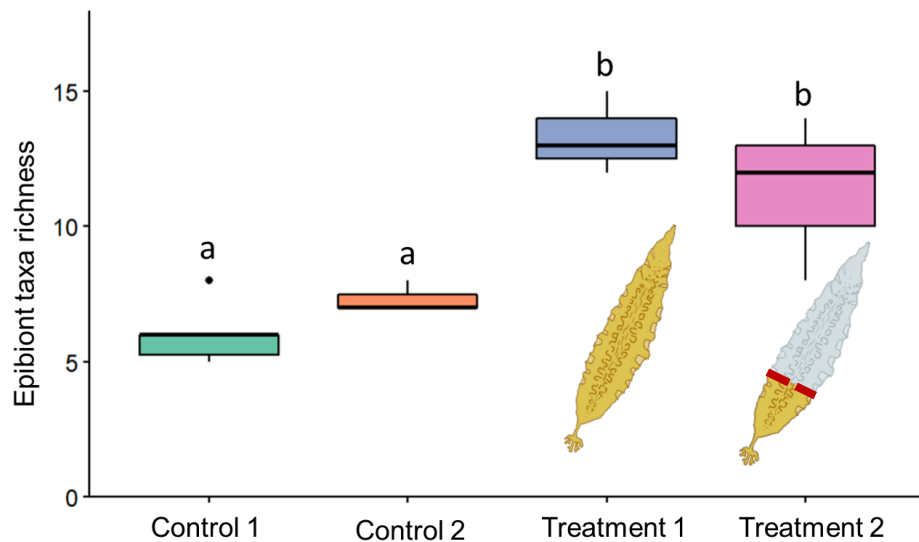 Epibiont taxa richness
15
10
5
0
a
a
b
b
Control 1
Control 2
Treatment 1
Treatment 2